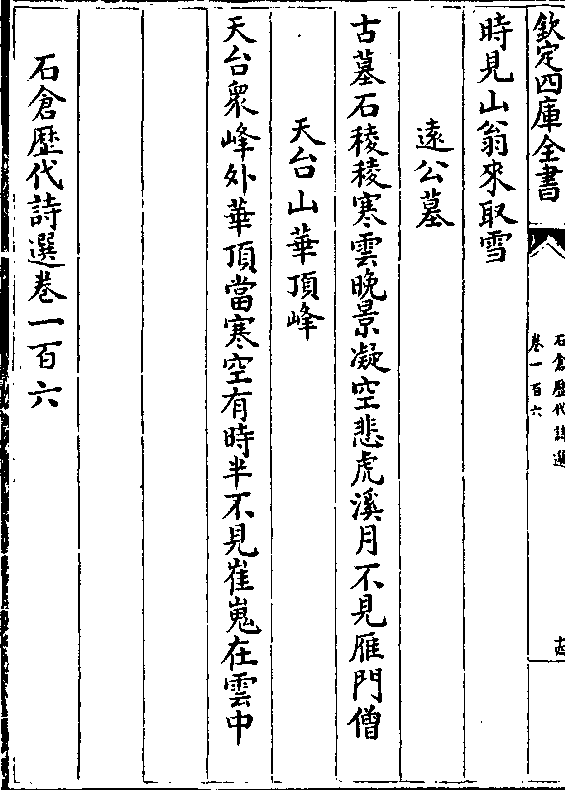 欽定四庫全書
石倉歷代詩選
卷一百六
時見山翁來取雪
遠公墓
古墓石稜稜寒雲晚景凝空悲虎溪月不見雁門僧
天台山華頂峰
天台衆峰外華頂當寒空有時半不見崔嵬在雲中
石倉歴代詩選卷一百六